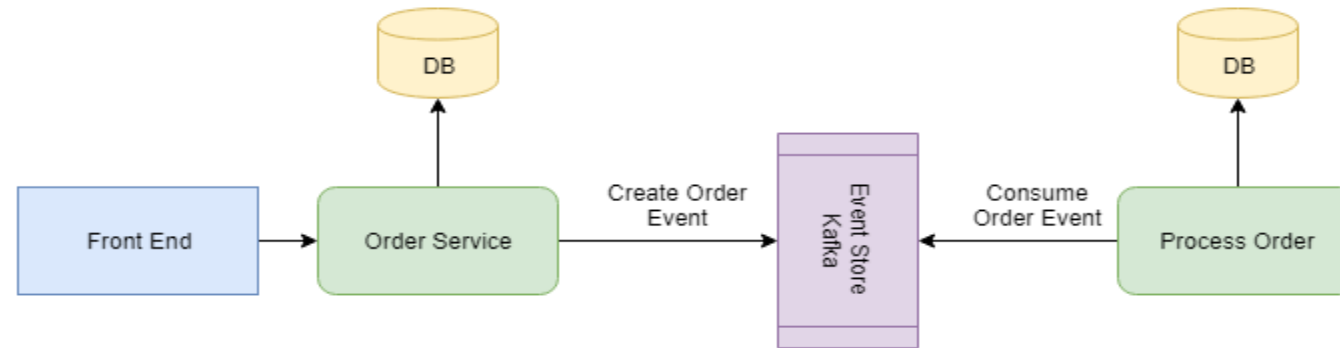 DB
DB
Front End
Order Service
Create Order
Event
Event Store
Kafka
Consume
Order Event
Process Order